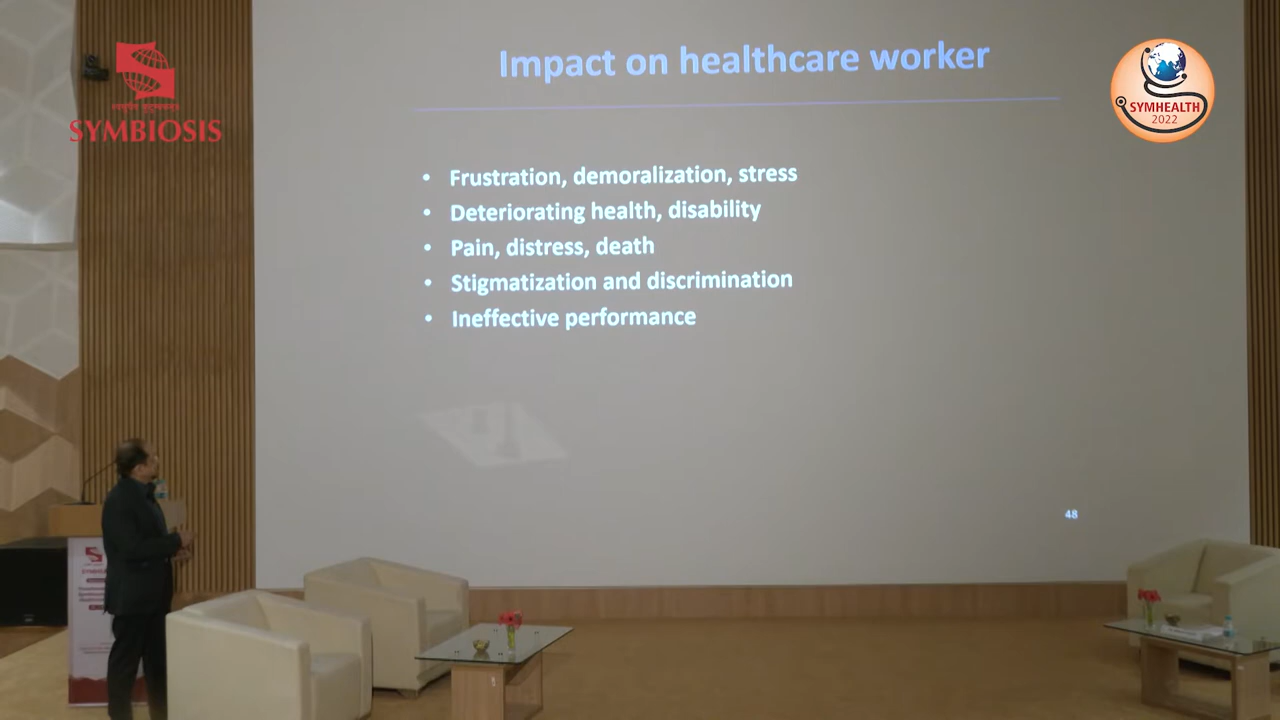 Impact on healthcare worker
SYMBIOSIS
SYMHEALTH
2022
• Frustration, demoralization, stress
• Deteriorating health, disability
• Pain, distress, death
• Stigmatization and discrimination
• Ineffective performance
48